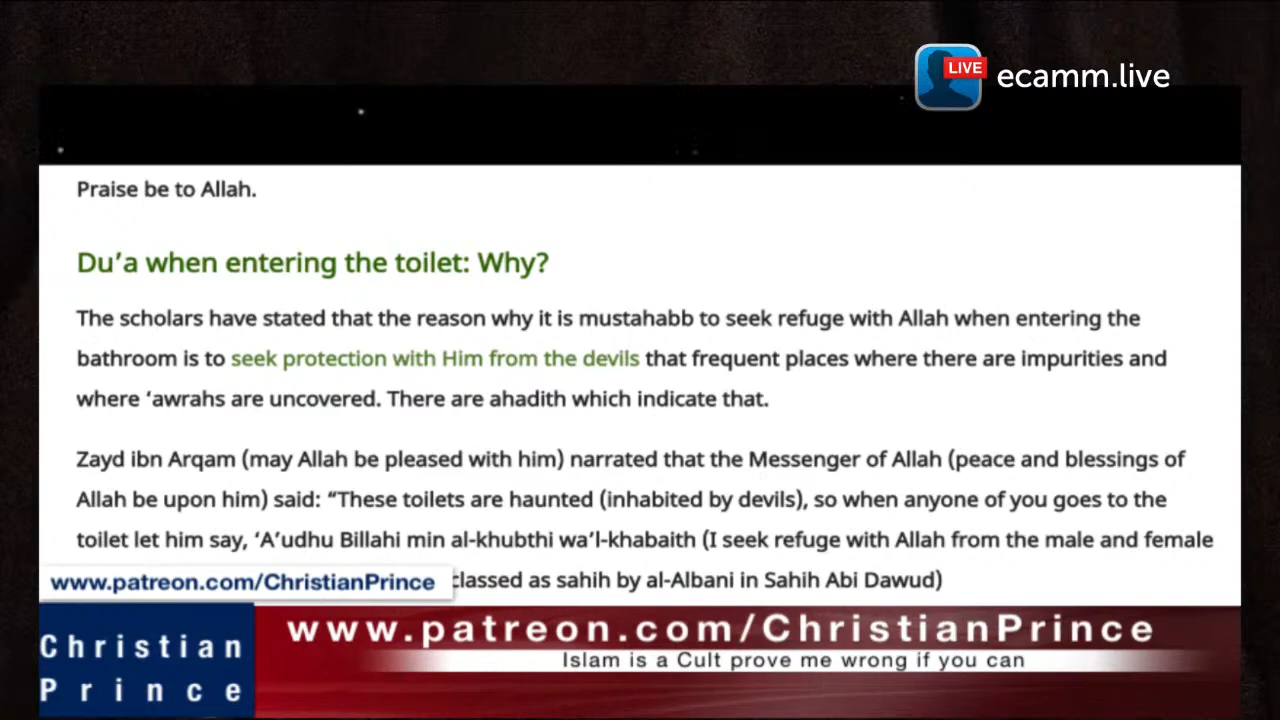 LIVE ecamm.live
Praise be to Allah.
Du’a when entering the toilet: Why?
The scholars have stated that the reason why it is mustahabb to seek refuge with Allah when entering the
bathroom is to seek protection with Him from the devils that frequent places where there are impurities and
where ‘awrahs are uncovered. There are ahadith which indicate that.
Zayd ibn Arqam (may Allah be pleased with him) narrated that the Messenger of Allah (peace and blessings of
Allah be upon him) said: “These toilets are haunted (inhabited by devils), so when anyone of you goes to the
toilet let him say, ‘A’udhu Billahi min al-khubthi wa’l-khabaith (I seek refuge with Allah from the male and female
www.patreon.com/ChristianPrince classed as sahih by al-Albani in Sahih Abi Dawud)
www.patreon.com/ChristianPrince
Islam is a Cult prove me wrong if you can
Christian
Prince